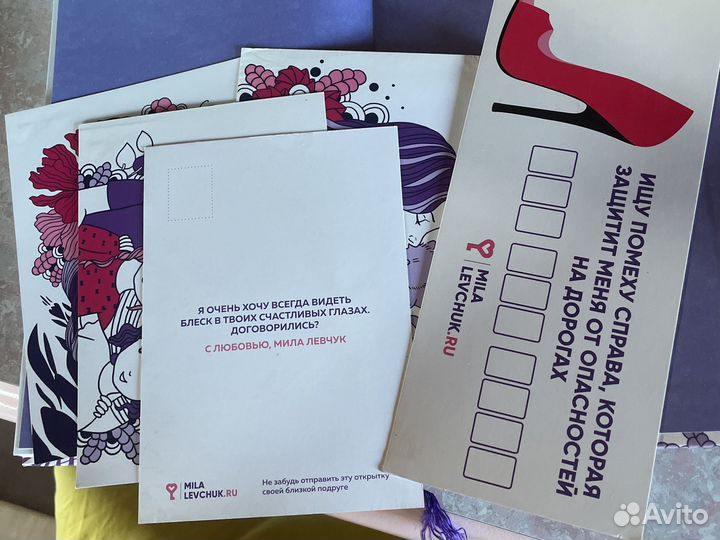 Я ОЧЕНЬ ХОЧУ ВСЕГДА ВИДЕТЬ
БЛЕСК В ТВОИХ СЧАСТЛИВЫХ ГЛАЗАХ.
ДОГОВОРИЛИСЬ?
С ЛЮБОВЬЮ, МИЛА ЛЕВЧУК
MILA
LEVCHUK.RU
Не забудь отправить эту открытку
своей близкой подруге
ИЩУ ПОМЕХУ СПРАВА, КОТОРАЯ
ЗАЩИТИТ МЕНЯ ОТ ОПАСНОСТЕЙ
НА ДОРОГАХ
MILA
LEVCHUK.RU
Avito